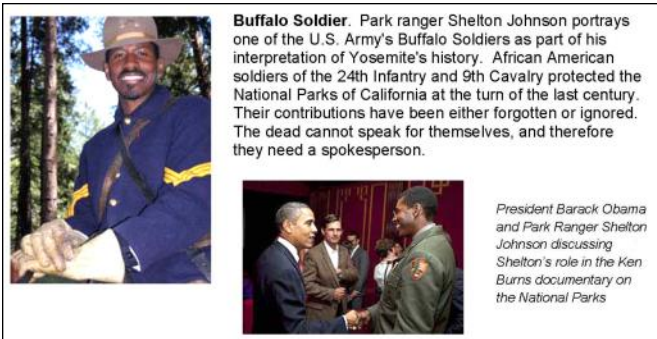 Buffalo Soldier. Park ranger Shelton Johnson portrays
one of the U.S. Army's Buffalo Soldiers as part of his
interpretation of Yosemite's history. African American
soldiers of the 24th Infantry and 9th Cavalry protected the
National Parks of California at the turn of the last century.
Their contributions have been either forgotten or ignored.
The dead cannot speak for themselves, and therefore
they need a spokesperson.
President Barack Obama
and Park Ranger Shelton
Johnson discussing
Shelton's role in the Ken
Burns documentary on
the National Parks